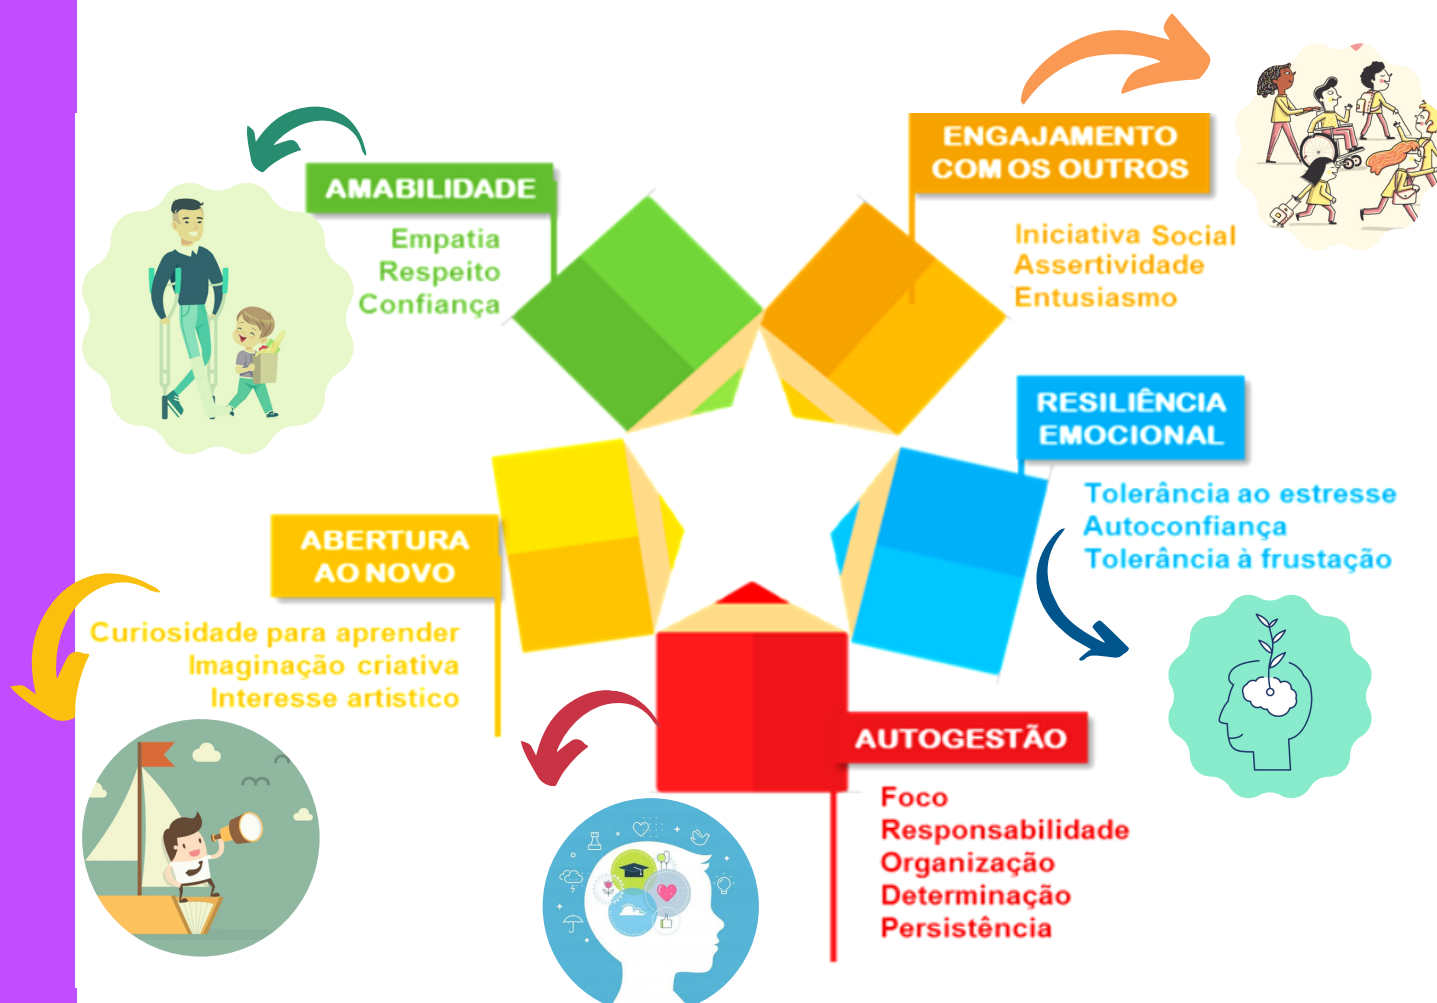 AMABILIDADE
Empatia
Respeito
Confiança
ENGAJAMENTO
COM OS OUTROS
Iniciativa Social
Assertividade
Entusiasmo
RESILIÊNCIA
EMOCIONAL
Tolerância ao estresse
Autoconfiança
Tolerância à frustação
ABERTURA
AO NOVO
Curiosidade para aprender
Imaginação criativa
Interesse artistico
AUTOGESTÃO
Foco
Responsabilidade
Organização
Determinação
Persistência